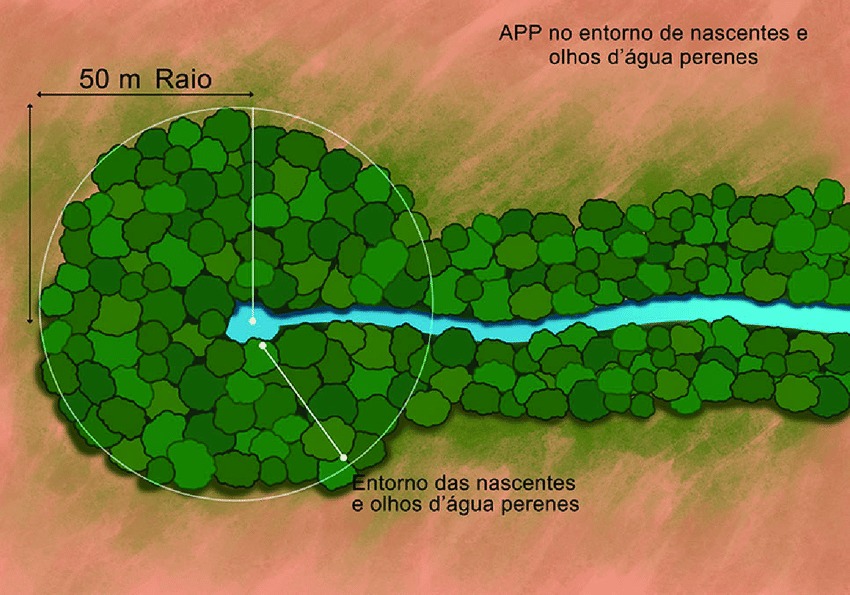 APP no entorno de nascentes e
olhos d'água perenes
50 m Raio
Entorno das nascentes
e olhos d'água perenes